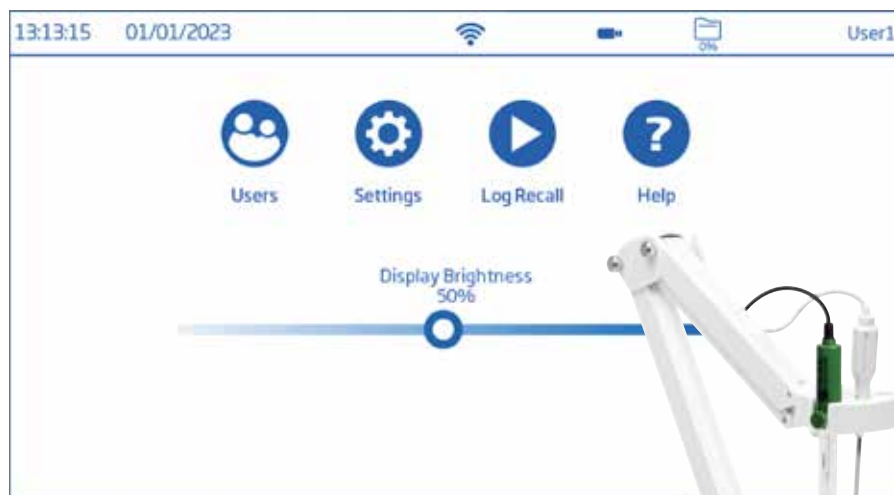 13:13:15 01/01/2023 0% User1
Users Settings Log Recall Help
?
Display Brightness
50%